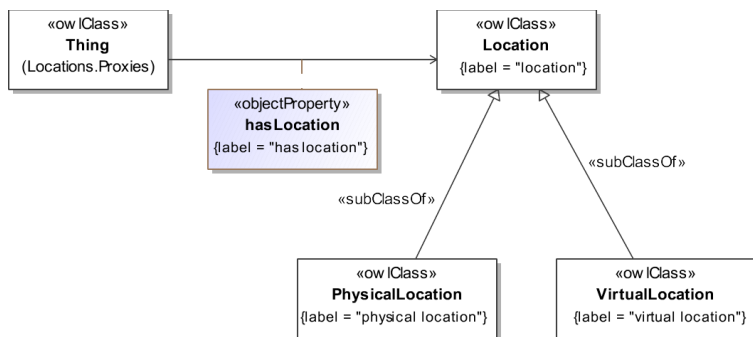 «owlClass»
Thing
(Locations.Proxies)
«owlClass»
Location
{label = "location"}
«objectProperty»
hasLocation
{label = "has location"}
«subClassOf»
«subClassOf»
«owlClass»
PhysicalLocation
{label = "physical location"}
«owlClass»
VirtualLocation
{label = "virtual location"}